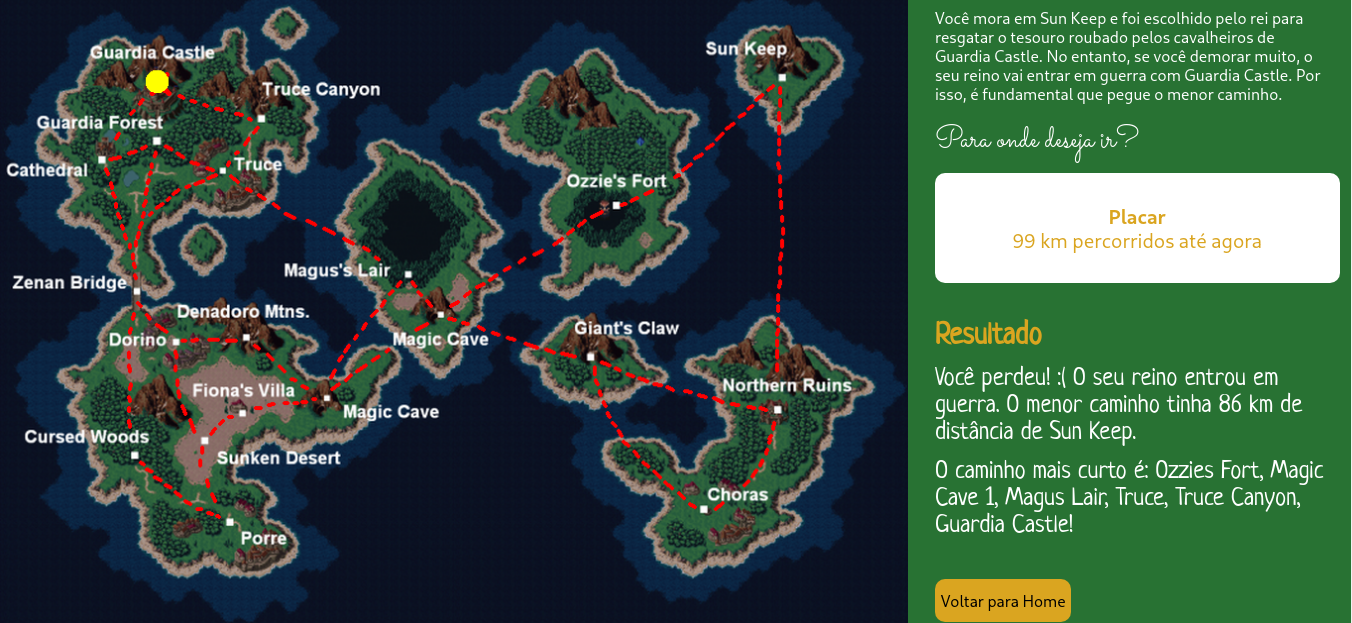 Guardia Castle
Truce Canyon
Guardia Forest
Cathedral
Truce
Zenan Bridge
Magus's Lair
Denadoro Mtns.
Dorino
Magic Cave
Fiona's Villa
Magic Cave
Cursed Woods
Sunken Desert
Porre
Sun Keep
Ozzie's Fort
Giant's Claw
Northern Ruins
Choras
Você mora em Sun Keep e foi escolhido pelo rei para
resgatar o tesouro roubado pelos cavalheiros de
Guardia Castle. No entanto, se você demorar muito, o
seu reino vai entrar em guerra com Guardia Castle. Por
isso, é fundamental que pegue o menor caminho.
Para onde deseja ir?
Placar
99 km percorridos até agora
Resultado
Você perdeu! :( O seu reino entrou em
guerra. O menor caminho tinha 86 km de
distância de Sun Keep.
O caminho mais curto é: Ozzies Fort, Magic
Cave 1, Magus Lair, Truce, Truce Canyon,
Guardia Castle!
Voltar para Home